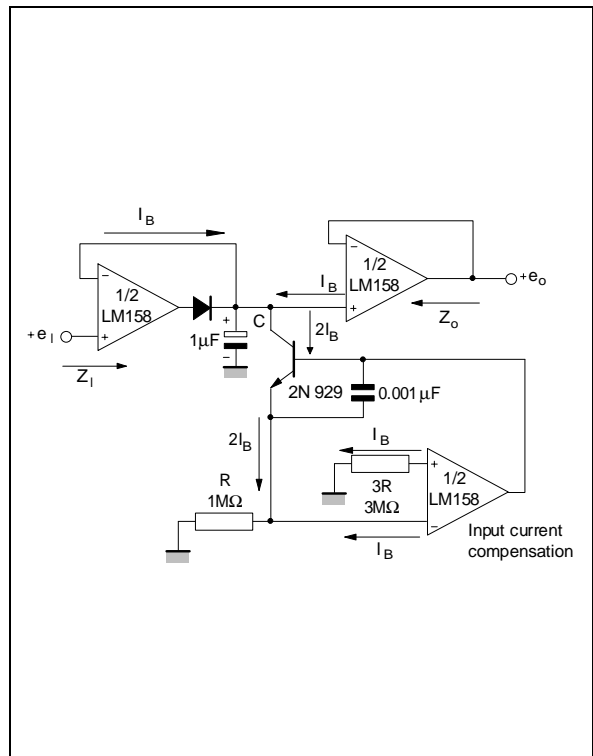 I B
I B
1/2
LM158
+e I
Z I
1/2
LM158
+e o
Z o
+
C
1µF
−
2I B
2N 929
0.001 µF
2I B
I B
R
1MΩ
3R
3MΩ
1/2
LM158
I B
Input current
compensation